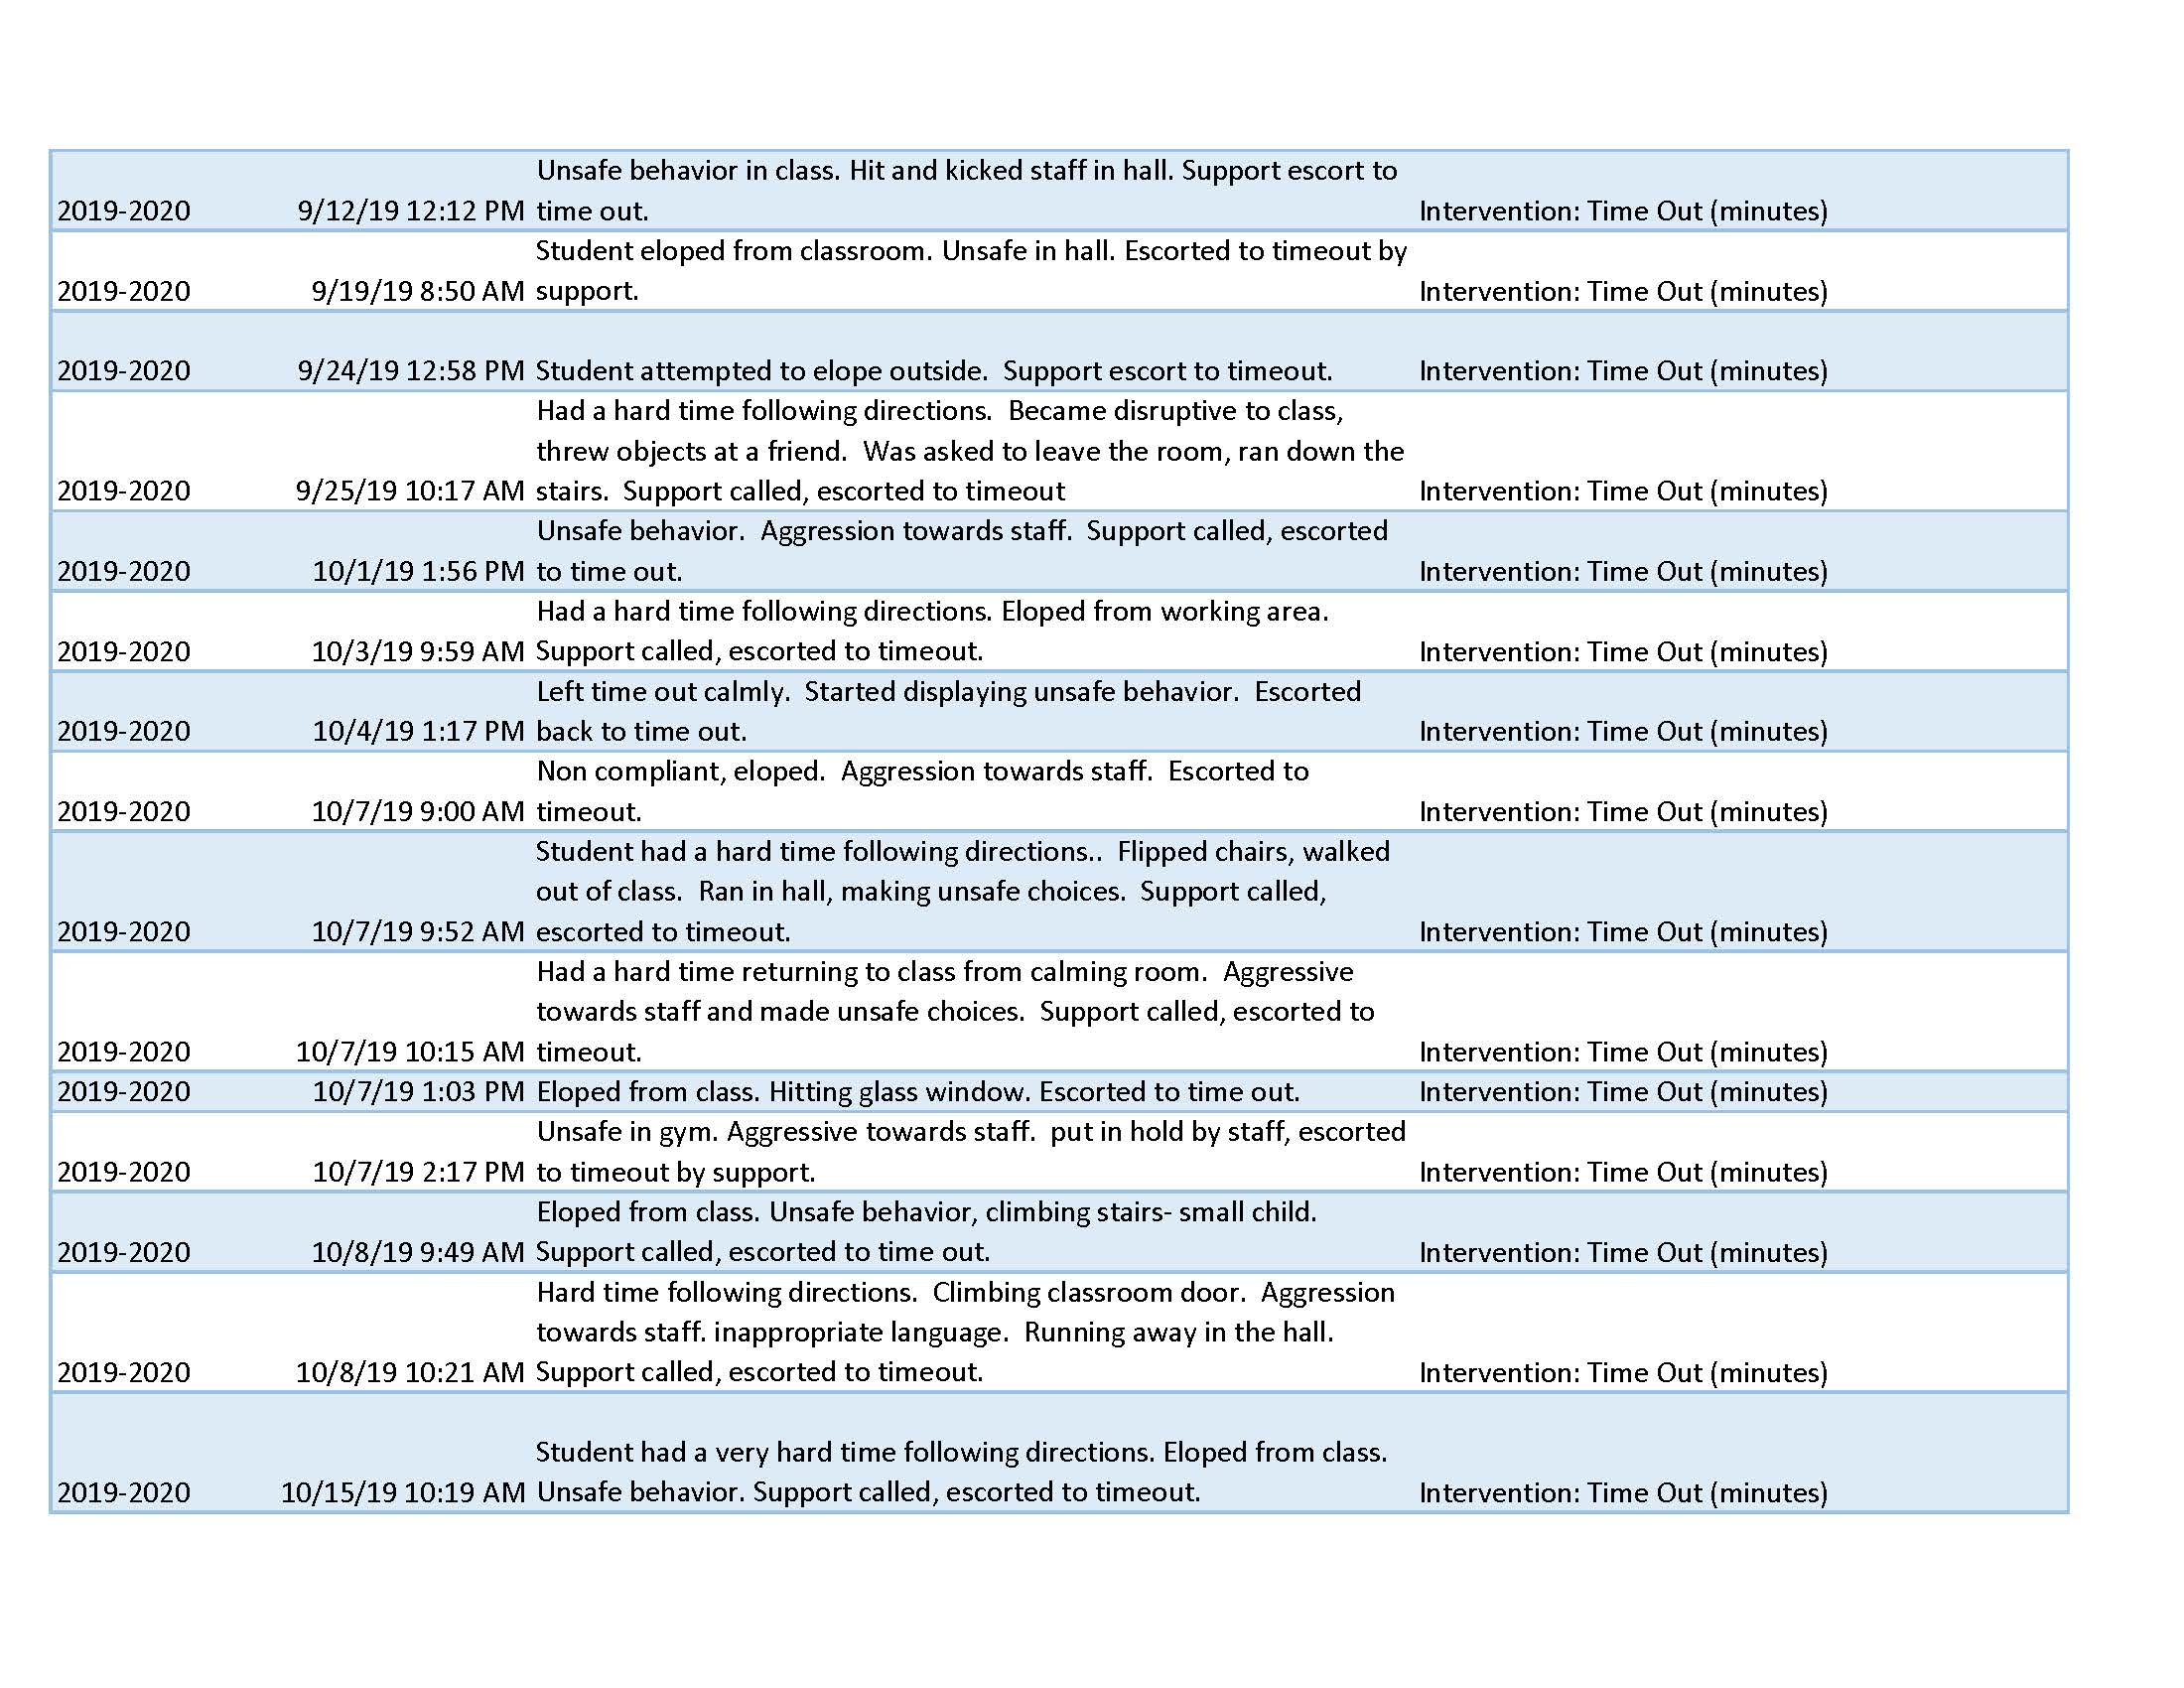 Unsafe behavior in class. Hit and kicked staff in hall. Support escort to
2019-2020 9/12/19 12:12 PM time out. Intervention: Time Out (minutes)
Student eloped from classroom. Unsafe in hall. Escorted to timeout by
2019-2020 9/19/19 8:50 AM support. Intervention: Time Out (minutes)
2019-2020 9/24/19 12:58 PM Student attempted to elope outside.  Support escort to timeout. Intervention: Time Out (minutes)
Had a hard time following directions.  Became disruptive to class,
threw objects at a friend.  Was asked to leave the room, ran down the
2019-2020 9/25/19 10:17 AM stairs.  Support called, escorted to timeout Intervention: Time Out (minutes)
Unsafe behavior.  Aggression towards staff.  Support called, escorted
2019-2020 10/1/19 1:56 PM to time out. Intervention: Time Out (minutes)
Had a hard time following directions. Eloped from working area.
2019-2020 10/3/19 9:59 AM Support called, escorted to timeout. Intervention: Time Out (minutes)
Left time out calmly.  Started displaying unsafe behavior.  Escorted
2019-2020 10/4/19 1:17 PM back to time out. Intervention: Time Out (minutes)
Non compliant, eloped.  Aggression towards staff.  Escorted to
2019-2020 10/7/19 9:00 AM timeout. Intervention: Time Out (minutes)
Student had a hard time following directions..  Flipped chairs, walked
out of class.  Ran in hall, making unsafe choices.  Support called,
2019-2020 10/7/19 9:52 AM escorted to timeout. Intervention: Time Out (minutes)
Had a hard time returning to class from calming room.  Aggressive
towards staff and made unsafe choices.  Support called, escorted to
2019-2020 10/7/19 10:15 AM timeout. Intervention: Time Out (minutes)
2019-2020 10/7/19 1:03 PM Eloped from class. Hitting glass window. Escorted to time out. Intervention: Time Out (minutes)
Unsafe in gym. Aggressive towards staff.  put in hold by staff, escorted
2019-2020 10/7/19 2:17 PM to timeout by support. Intervention: Time Out (minutes)
Eloped from class. Unsafe behavior, climbing stairs- small child.
2019-2020 10/8/19 9:49 AM Support called, escorted to time out. Intervention: Time Out (minutes)
Hard time following directions.  Climbing classroom door.  Aggression
towards staff. inappropriate language.  Running away in the hall.
2019-2020 10/8/19 10:21 AM Support called, escorted to timeout. Intervention: Time Out (minutes)
Student had a very hard time following directions. Eloped from class.
2019-2020 10/15/19 10:19 AM Unsafe behavior. Support called, escorted to timeout. Intervention: Time Out (minutes)